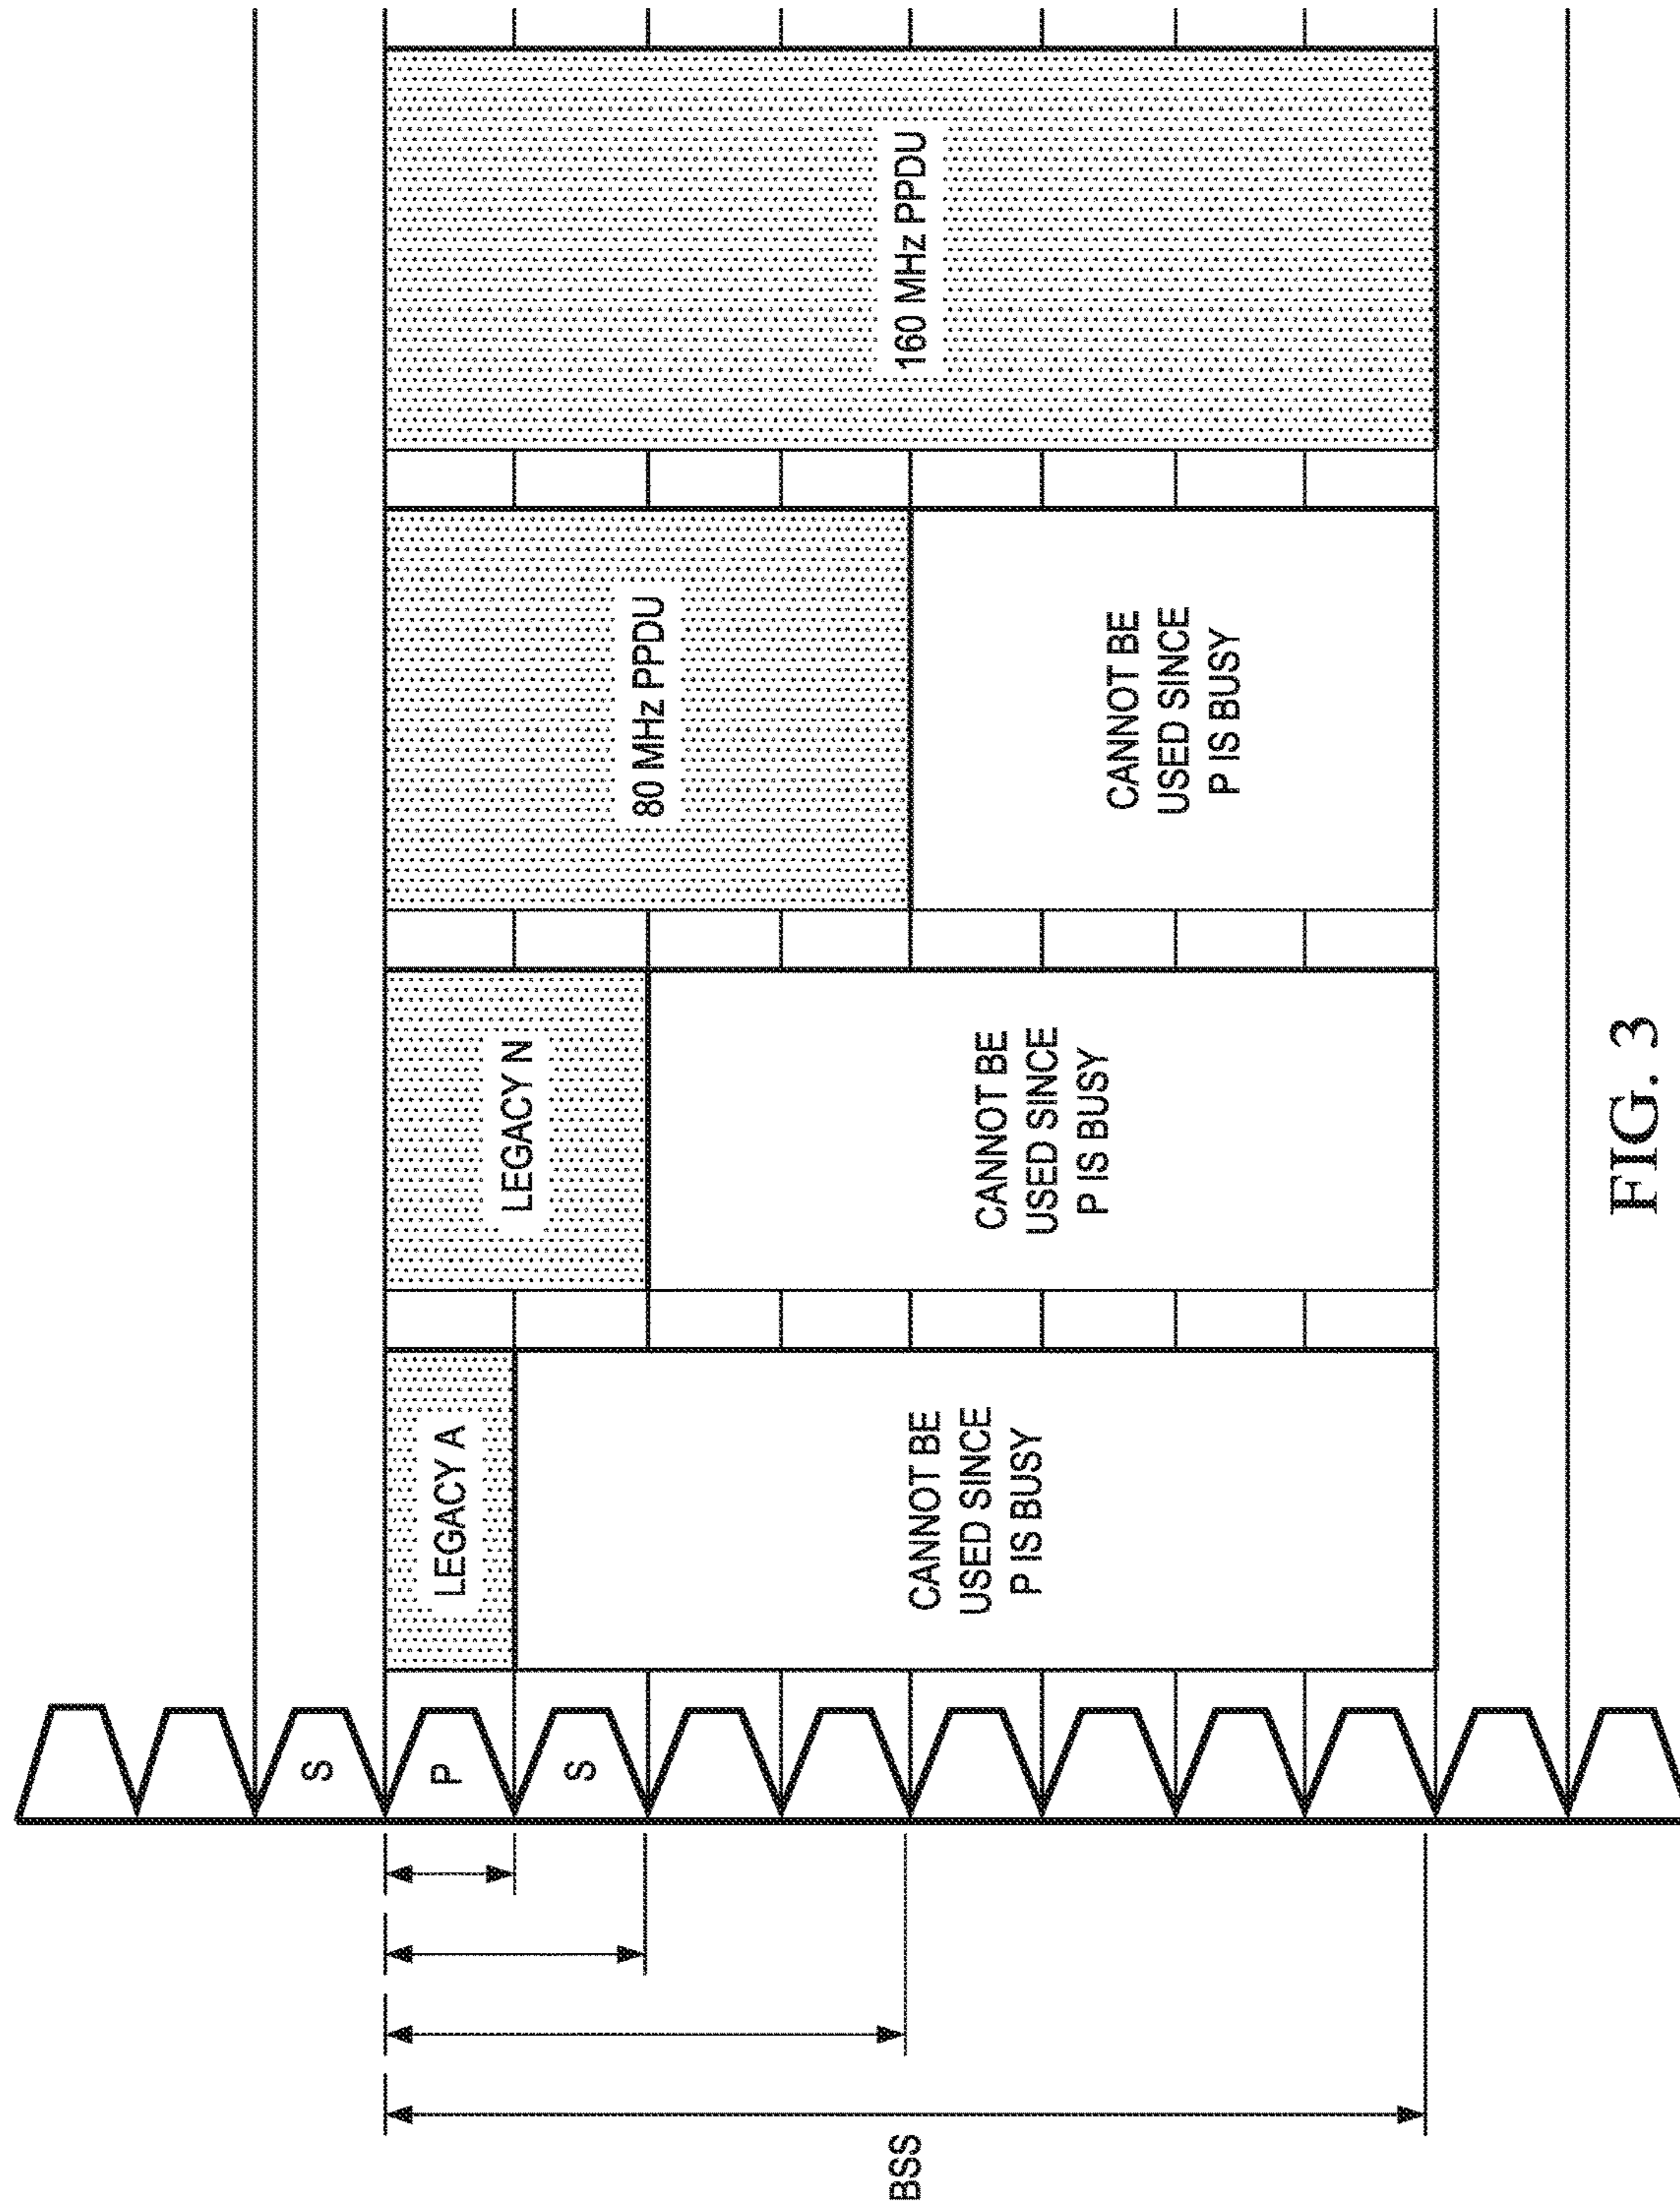 BSS
S
P
S
LEGACY A
CANNOT BE
USED SINCE
P IS BUSY
LEGACY N
CANNOT BE
USED SINCE
P IS BUSY
80 MHz PPDU
CANNOT BE
USED SINCE
P IS BUSY
160 MHz PPDU
FIG. 3